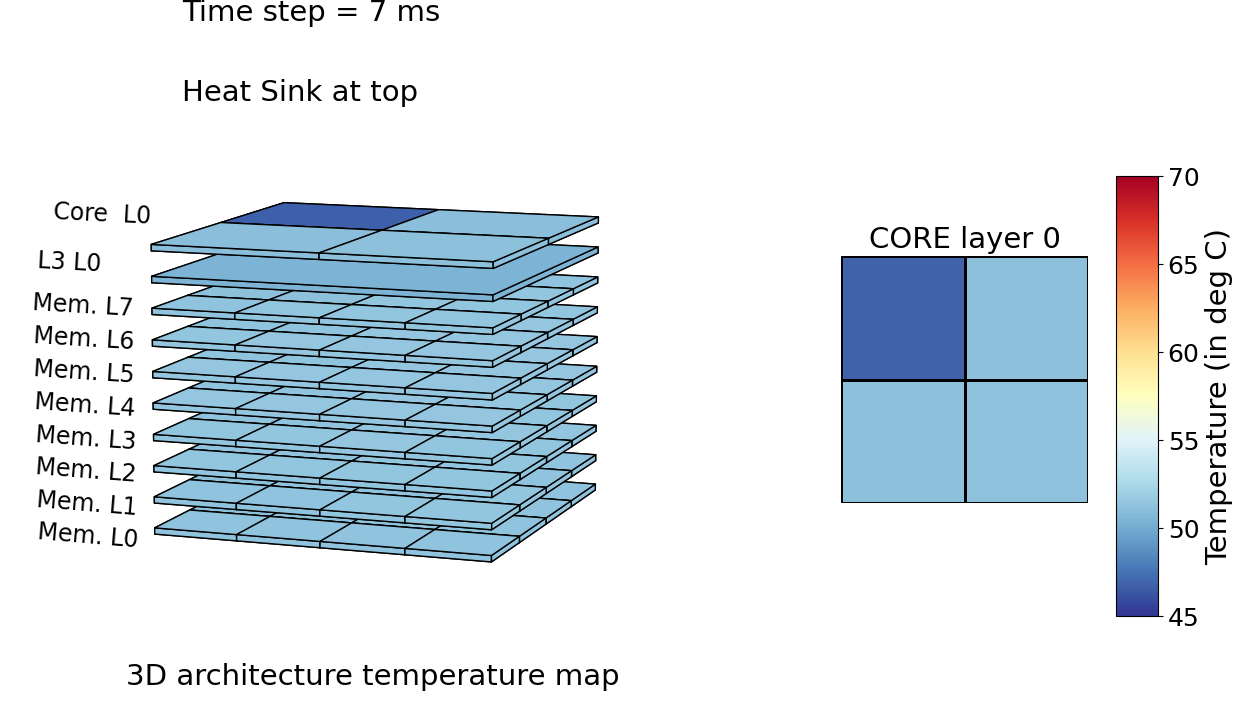 Time step = 7 ms
Heat Sink at top
Core L0
L3 L0
Mem. L7
Mem. L6
Mem. L5
Mem. L4
Mem. L3
Mem. L2
Mem. L1
Mem. L0
3D architecture temperature map
CORE layer 0
70
65
60
55
50
45
Temperature (in deg C)